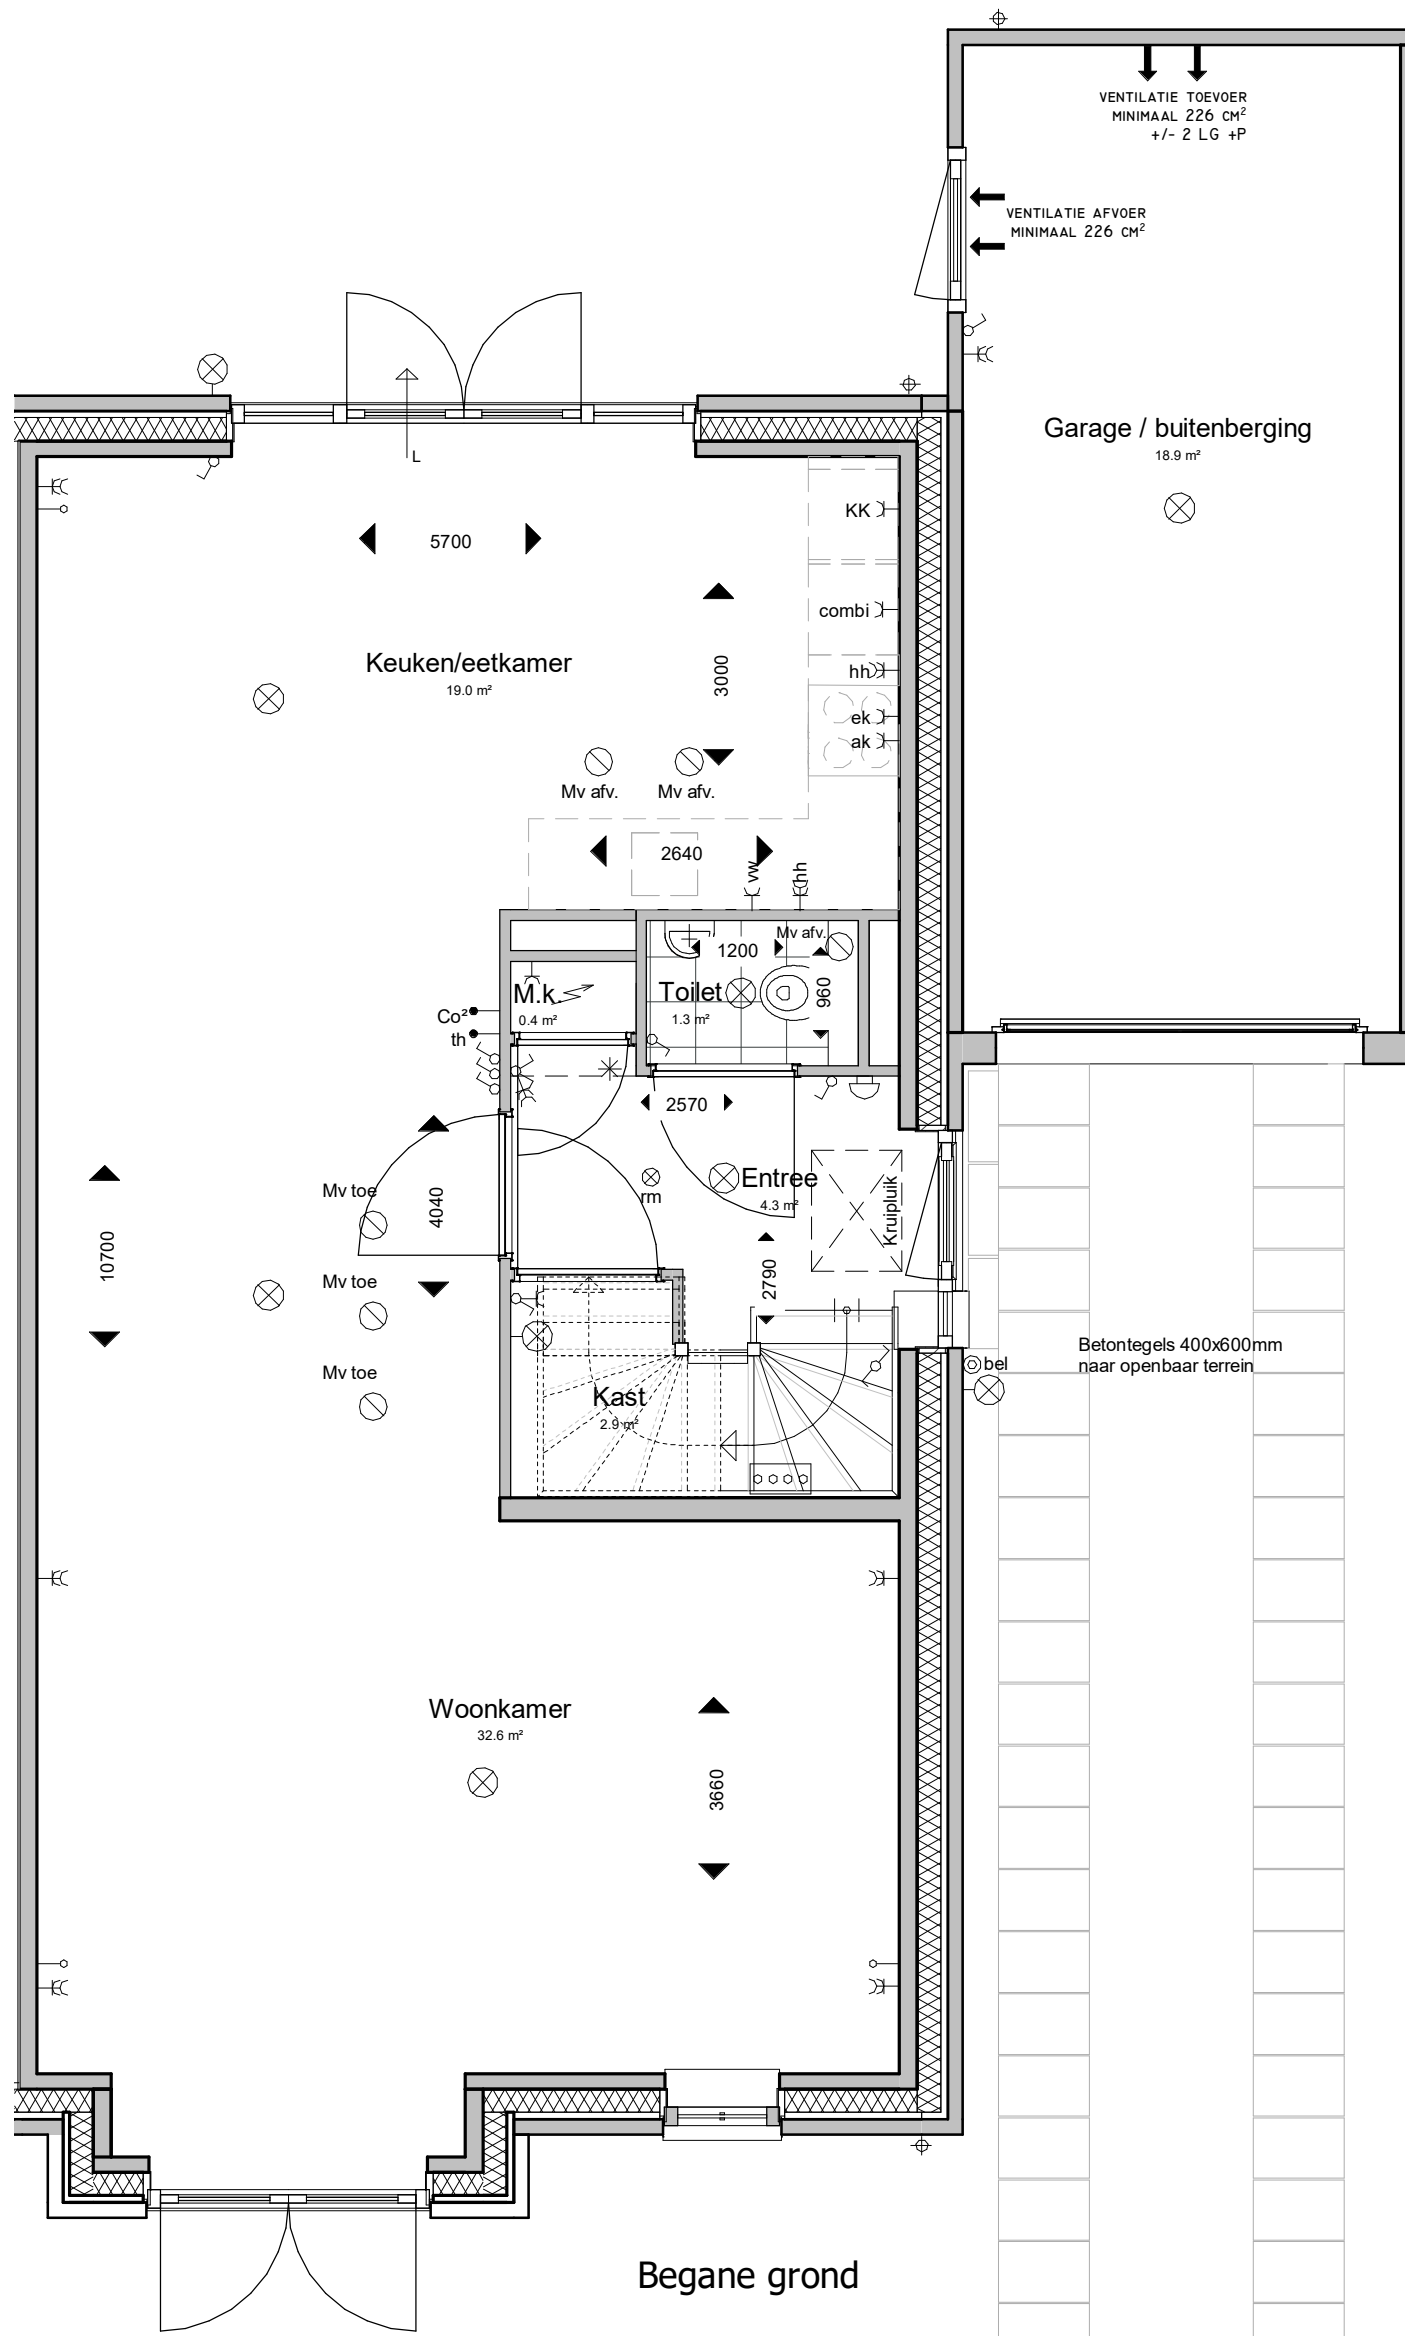 VENTILATIE TOEVOER
MINIMAAL 226 CM²
+/- 2 LG +P
VENTILATIE AFVOER
MINIMAAL 226 CM²
Garage / buitenberging
18.9 m²
L
KK
5700
combi
3000
Keuken/eetkamer
19.0 m²
hh
ek
ak
Mv afv.
Mv afv.
2640
vw
hh
Mv afv.
1200
960
M.k.
0.4 m²
Toilet
1.3 m²
Co²
th
2570
Mv toe
4040
rm
Entree
4.3 m²
Kruipluik
10700
Mv toe
2790
Mv toe
Betontegels 400x600mm
naar openbaar terrein
bel
Kast
2.9 m²
Woonkamer
32.6 m²
3660
Begane grond